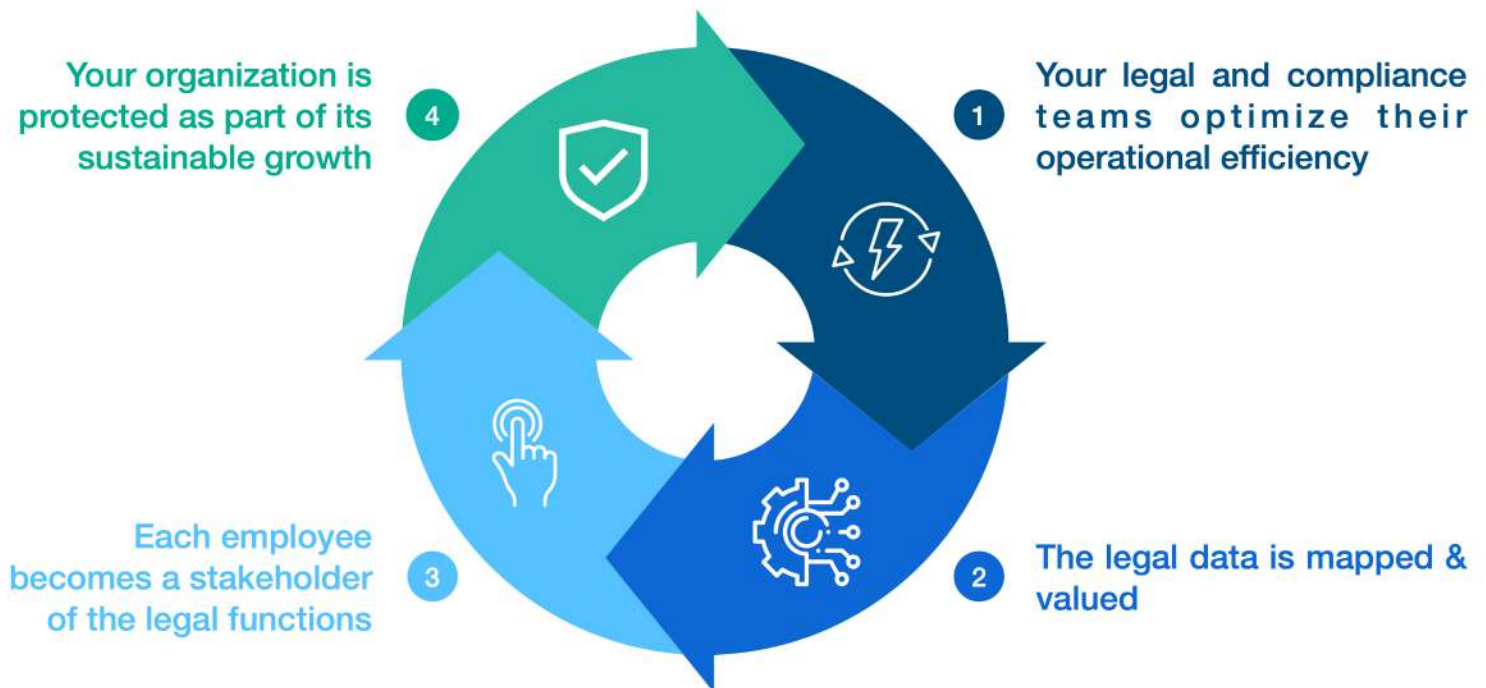 Your organization is
protected as part of its
sustainable growth
4
1
Your legal and compliance
teams optimize their
operational efficiency
Each employee
becomes a stakeholder
of the legal functions
3
2
The legal data is mapped &
valued